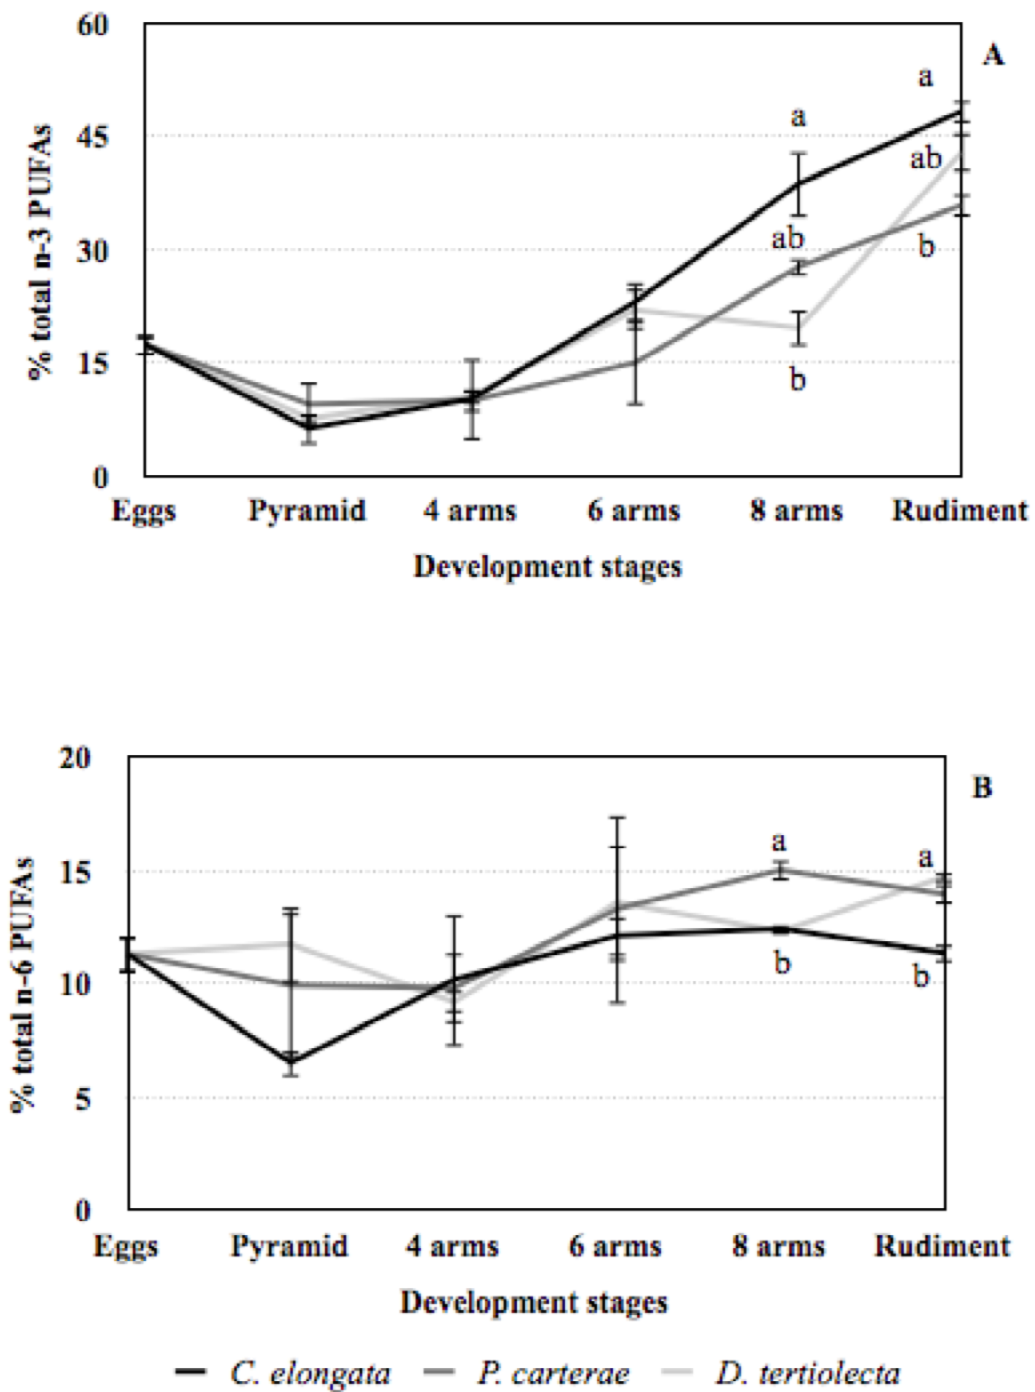 60
A
a
a
45
ab
ab
30
b
b
15
0
% total n-3 PUFAs
Eggs Pyramid 4 arms 6 arms 8 arms Rudiment
Development stages
20
B
a
a
15
b
b
10
5
0
% total n-6 PUFAs
Eggs Pyramid 4 arms 6 arms 8 arms Rudiment
Development stages
C. elongata P. carterae D. tertiolecta